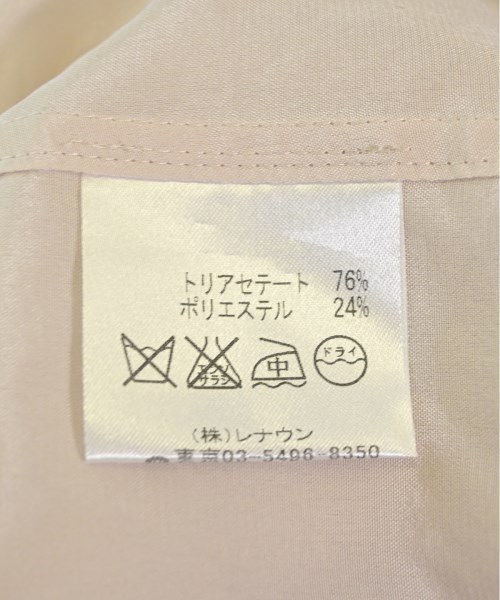 トリアセテート 76%
ポリエステル 24%
エンソ
サラシ
中
ドライ
(株)レナウン
東京03-5496-8350